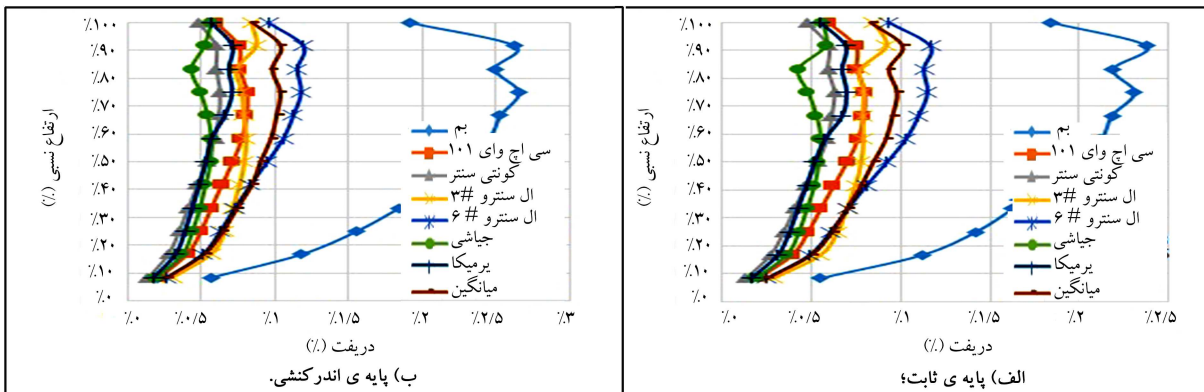 ٪۱۰۰
٪۹۰
٪۸۰
٪۷۰
٪۶۰
٪۵۰
٪۴۰
٪۳۰
٪۲۰
٪۱۰
٪۰
ارتفاع نسبی (٪)
بم
سی اچ وای ۱۰۱
کونتی سنتر
ال سنترو #۳
ال سنترو # ۶
جیاشی
یرمیکا
میانگین
٪۰ ٪۰/۵ ٪۱ ٪۱/۵ ٪۲ ٪۲/۵
دریفت (٪)
الف) پایه ی ثابت؛
٪۱۰۰
٪۹۰
٪۸۰
٪۷۰
٪۶۰
٪۵۰
٪۴۰
٪۳۰
٪۲۰
٪۱۰
٪۰
ارتفاع نسبی (٪)
بم
سی اچ وای ۱۰۱
کونتی سنتر
ال سنترو #۳
ال سنترو # ۶
جیاشی
یرمیکا
میانگین
٪۰ ٪۰/۵ ٪۱ ٪۱/۵ ٪۲ ٪۲/۵ ٪۳
دریفت (٪)
ب) پایه ی اندرکنشی.